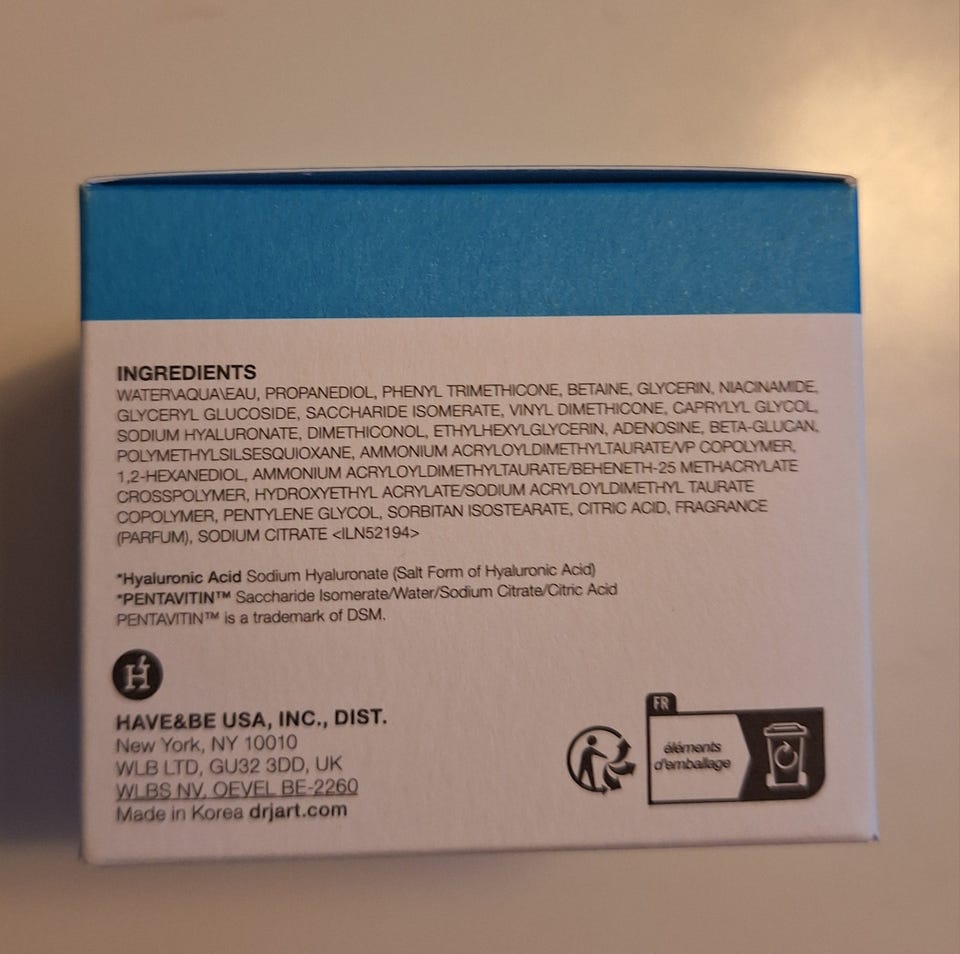 INGREDIENTS
WATER\AQUA\EAU, PROPANEDIOL, PHENYL TRIMETHICONE, BETAINE, GLYCERIN, NIACINAMIDE,
GLYCERYL GLUCOSIDE, SACCHARIDE ISOMERATE, VINYL DIMETHICONE, CAPRYLYL GLYCOL,
SODIUM HYALURONATE, DIMETHICONOL, ETHYLHEXYLGLYCERIN, ADENOSINE, BETA-GLUCAN,
POLYMETHYLSILSESQUIOXANE, AMMONIUM ACRYLOYLDIMETHYLTAURATE/VP COPOLYMER,
1,2-HEXANEDIOL, AMMONIUM ACRYLOYLDIMETHYLTAURATE/BEHENETH-25 METHACRYLATE
CROSSPOLYMER, HYDROXYETHYL ACRYLATE/SODIUM ACRYLOYLDIMETHYL TAURATE
COPOLYMER, PENTYLENE GLYCOL, SORBITAN ISOSTEARATE, CITRIC ACID, FRAGRANCE
(PARFUM), SODIUM CITRATE <ILN52194>
*Hyaluronic Acid Sodium Hyaluronate (Salt Form of Hyaluronic Acid)
*PENTAVITIN™ Saccharide Isomerate/Water/Sodium Citrate/Citric Acid
PENTAVITIN™ is a trademark of DSM.
H
HAVE&BE USA, INC., DIST.
New York, NY 10010
WLB LTD, GU32 3DD, UK
WLBS NV, OEVEL BE-2260
Made in Korea drjart.com
FR
éléments
d'emballage